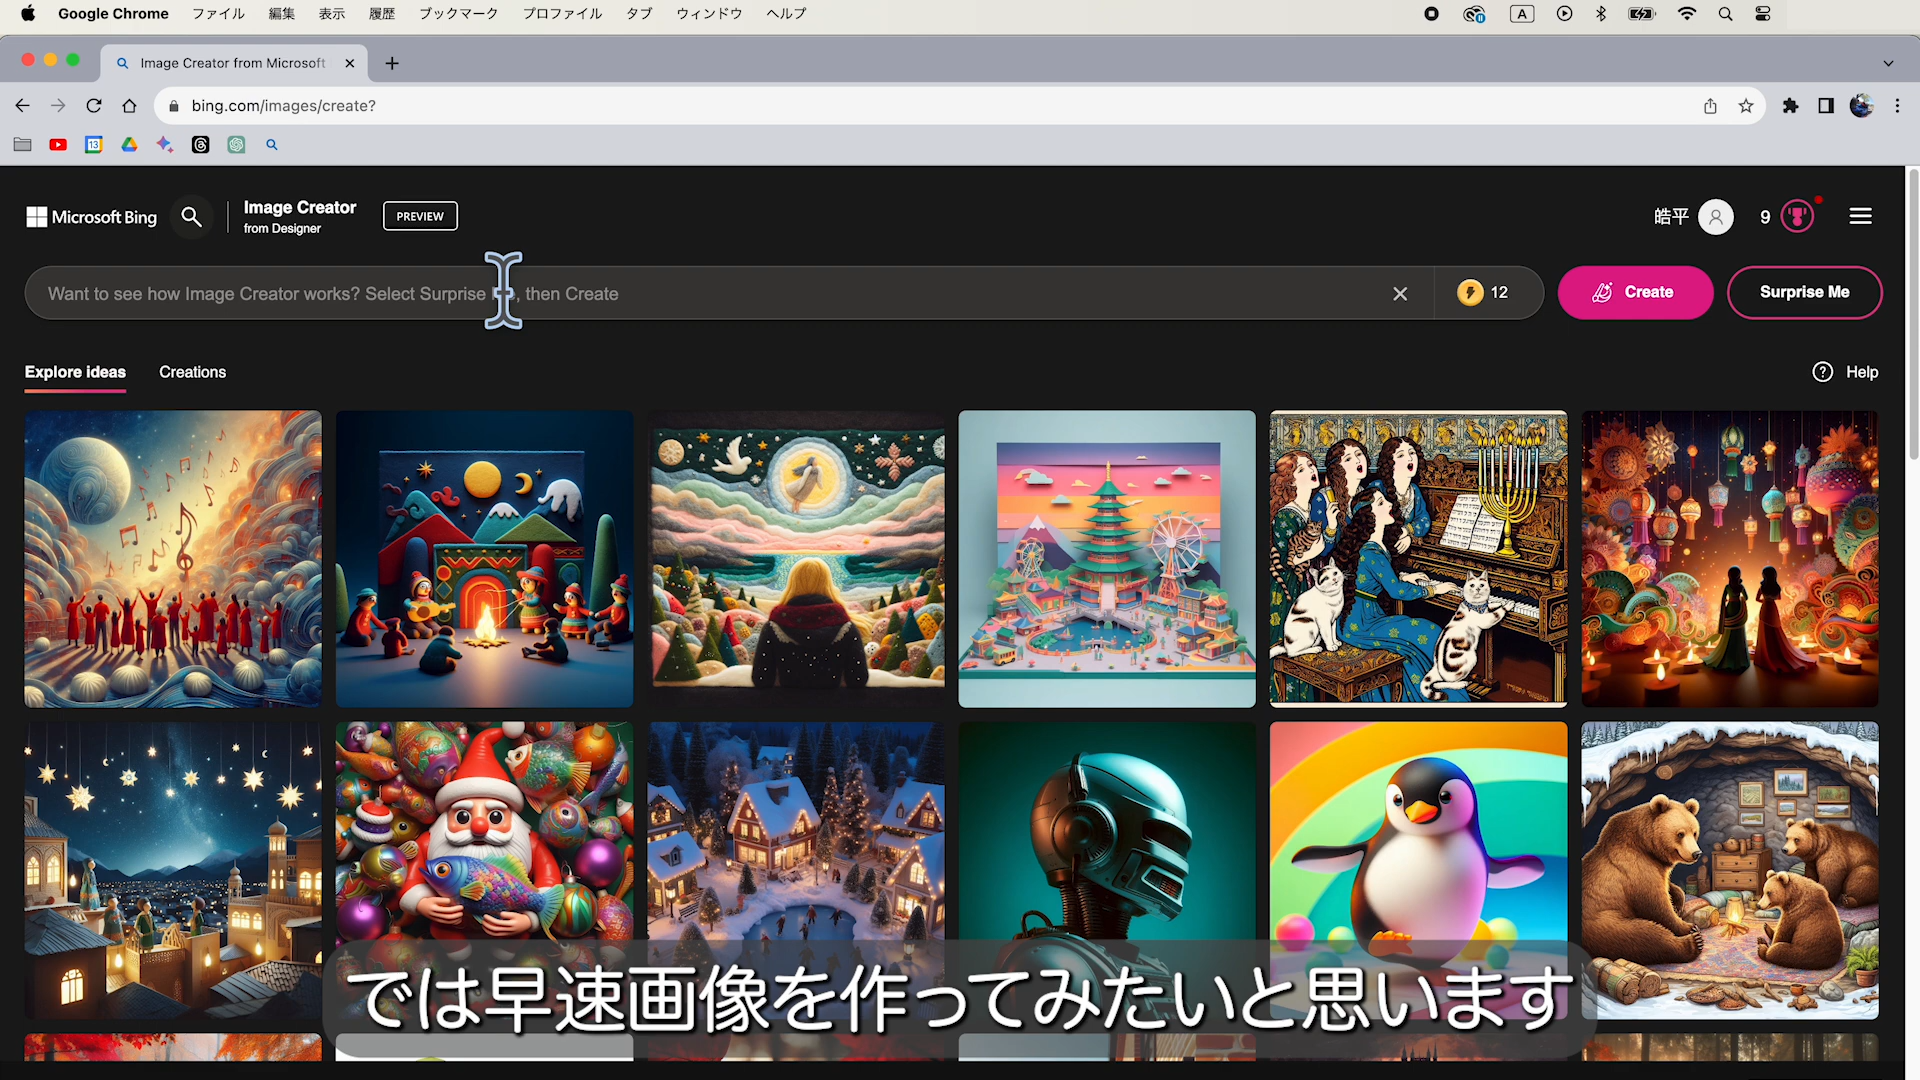 Google Chrome ファイル 編集 表示 履歴 ブックマーク プロファイル タブ ウィンドウ ヘルプ A
Image Creator from Microsoft
bing.com/images/create?
13
Microsoft Bing
Image Creator
from Designer
PREVIEW
皓平
9
Want to see how Image Creator works? Select Surprise Me, then Create
12
Create
Surprise Me
Explore ideas
Creations
Help
では早速画像を作ってみたいと思います